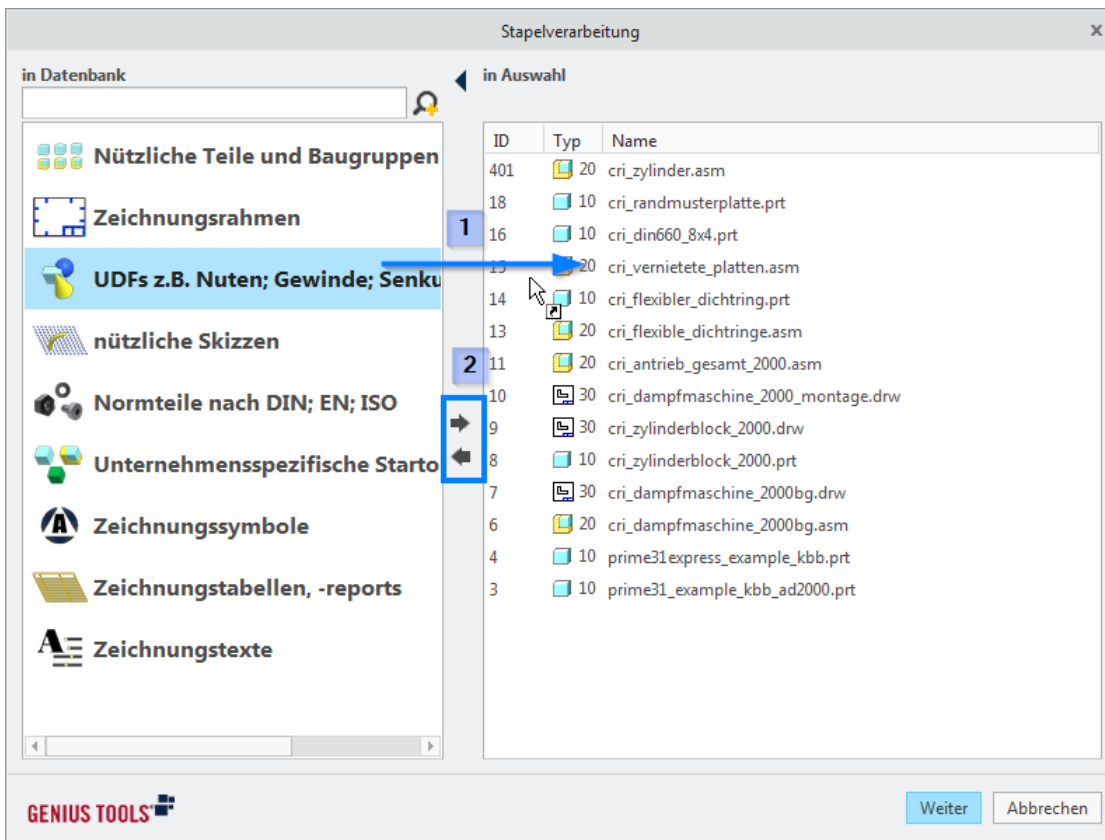 Stapelverarbeitung x
in Datenbank
in Auswahl
Nützliche Teile und Baugruppen
Zeichnungsrahmen
UDFs z.B. Nuten; Gewinde; Senku
nützliche Skizzen
Normteile nach DIN; EN; ISO
Unternehmensspezifische Starto
Zeichnungssymbole
Zeichnungstabellen, -reports
Zeichnungstexte
1
2
ID Typ Name
401 20 cri_zylinder.asm
18 10 cri_randmusterplatte.prt
16 10 cri_din660_8x4.prt
15 20 cri_vernietete_platten.asm
14 10 cri_flexibler_dichtring.prt
13 20 cri_flexible_dichtringe.asm
11 20 cri_antrieb_gesamt_2000.asm
10 30 cri_dampfmaschine_2000_montage.drw
9 30 cri_zylinderblock_2000.drw
8 10 cri_zylinderblock_2000.prt
7 30 cri_dampfmaschine_2000bg.drw
6 20 cri_dampfmaschine_2000bg.asm
4 10 prime31express_example_kbb.prt
3 10 prime31_example_kbb_ad2000.prt
GENIUS TOOLS
Weiter Abbrechen